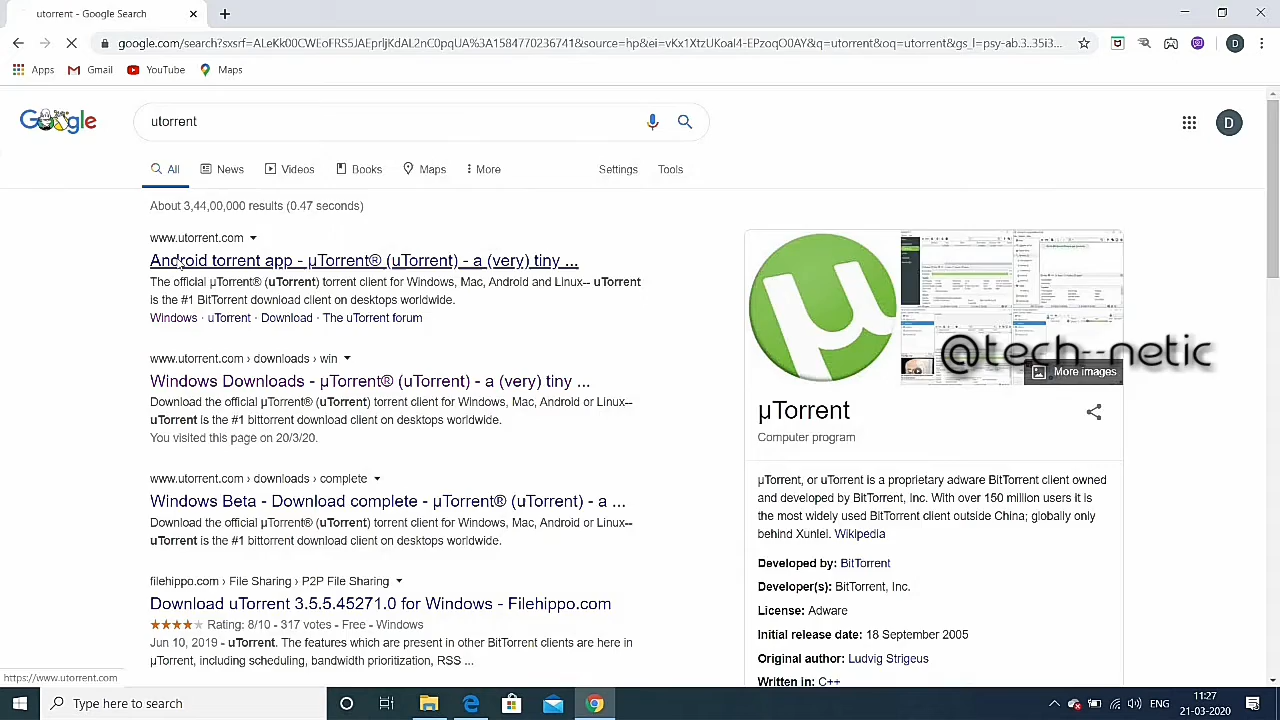 utorrent - Google Search
google.com/search?sxsrf=ALeKk00CWEoFRS5JAEprljKdAL2nC0pqUA%3A1584770236741&source=hp&ei=vKx1XtzUKoal4-EPzoqO0AY&q=utorrent&oq=utorrent&gs_l=psy-ab.3..35i3...
D
Apps
Gmail
YouTube
Maps
Google
utorrent
D
All
News
Videos
Books
Maps
More
Settings
Tools
About 3,44,00,000 results (0.47 seconds)
www.utorrent.com
Android torrent app - µTorrent® (uTorrent) - a (very) tiny ...
The official µTorrent® (uTorrent) torrent client for Windows, Mac, Android and Linux-- uTorrent
is the #1 BitTorrent download client on desktops worldwide.
Windows - uTorrent · Download · The uTorrent forum
www.utorrent.com › downloads › win
Windows Downloads - µTorrent® (uTorrent) - a (very) tiny ...
Download the official µTorrent® (uTorrent) torrent client for Windows, Mac, Android or Linux--
uTorrent is the #1 bittorrent download client on desktops worldwide.
You visited this page on 20/3/20.
www.utorrent.com › downloads › complete
Windows Beta - Download complete - µTorrent® (uTorrent) - a ...
Download the official µTorrent® (uTorrent) torrent client for Windows, Mac, Android or Linux--
uTorrent is the #1 bittorrent download client on desktops worldwide.
filehippo.com › File Sharing › P2P File Sharing
Download uTorrent 3.5.5.45271.0 for Windows - Filehippo.com
Rating: 8/10 - 317 votes - Free - Windows
Jun 10, 2019 - uTorrent. The features which are present in other BitTorrent clients are here in
µTorrent, including scheduling, bandwidth prioritization, RSS ...
@tech--netic
More images
µTorrent
Computer program
µTorrent, or uTorrent is a proprietary adware BitTorrent client owned
and developed by BitTorrent, Inc. With over 150 million users it is
the most widely used BitTorrent client outside China; globally only
behind Xunlei. Wikipedia
Developed by: BitTorrent
Developer(s): BitTorrent, Inc.
License: Adware
Initial release date: 18 September 2005
Original author: Ludvig Strigeus
Written in: C++
https://www.utorrent.com
Type here to search
ENG
11:27
21-03-2020